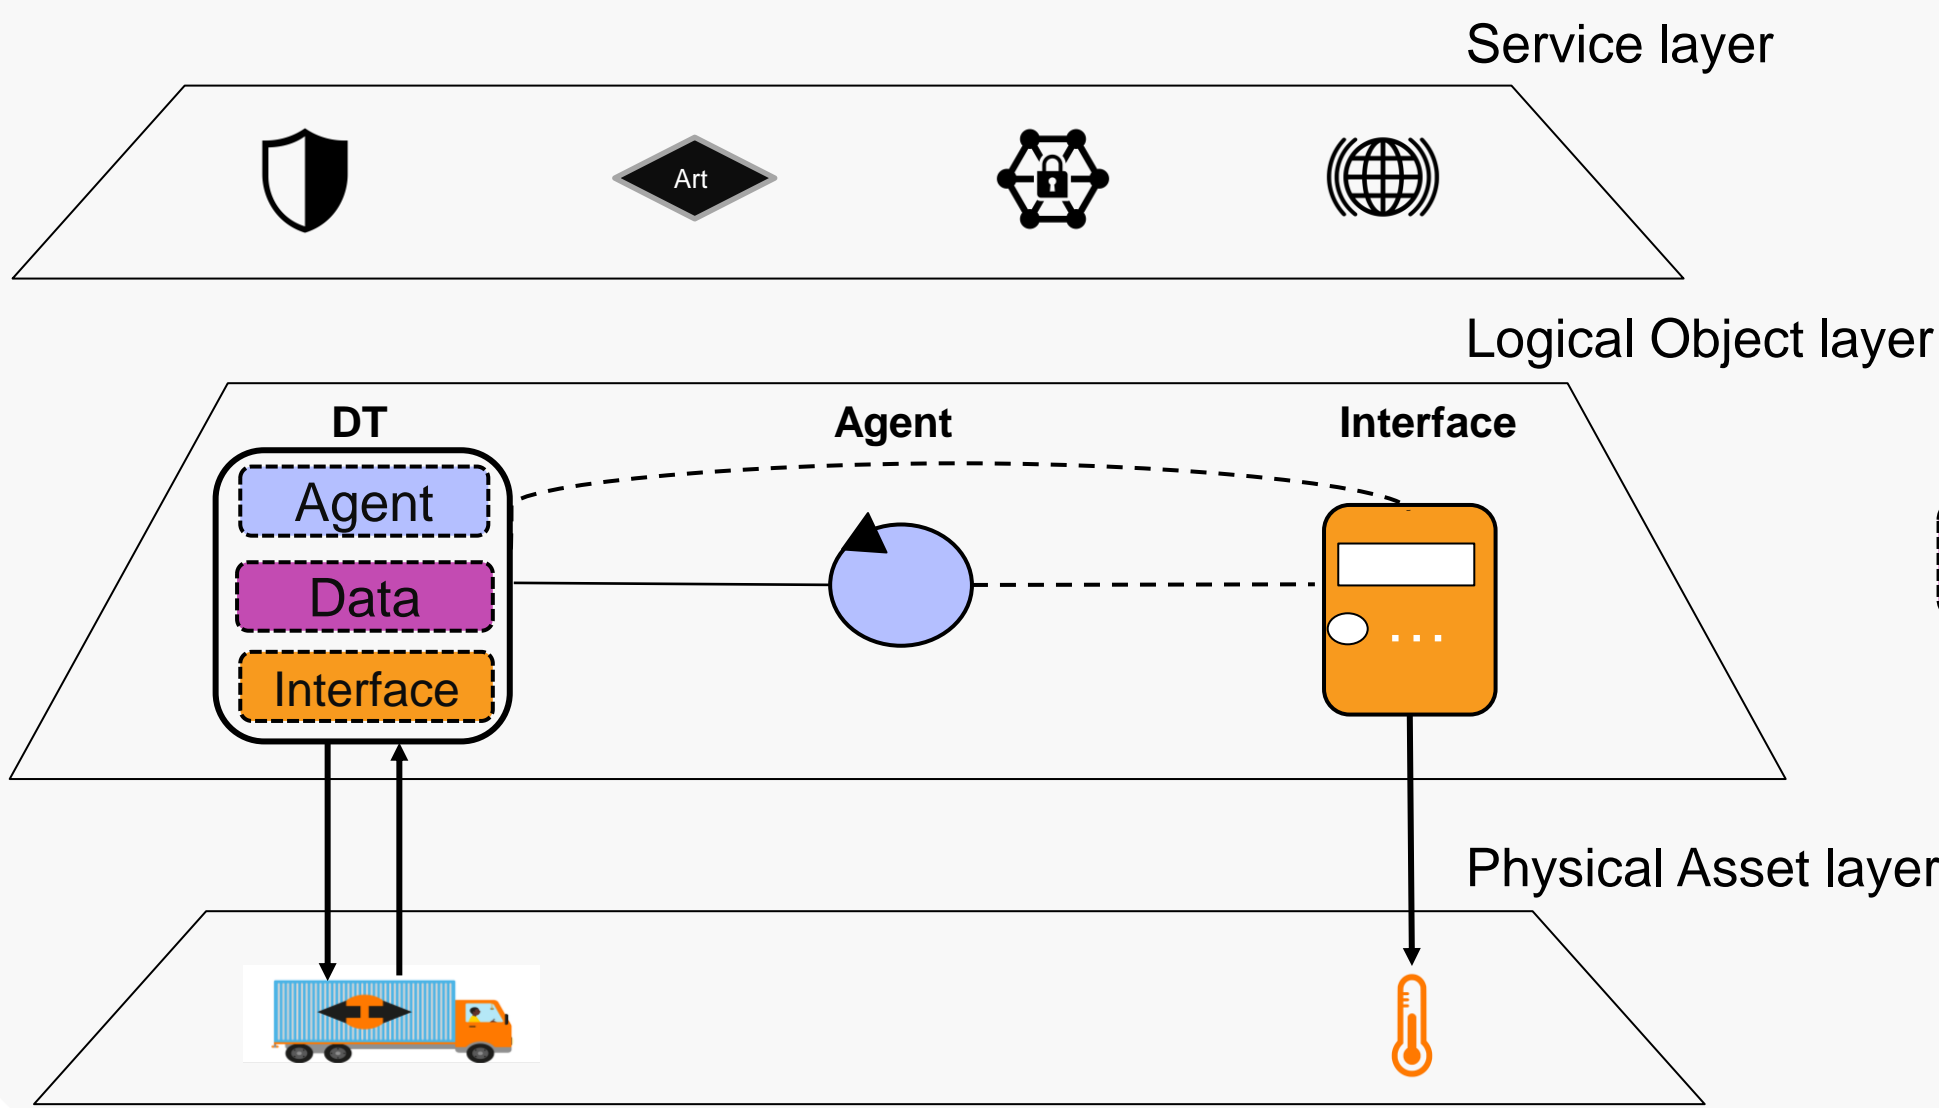 Service layer
Art
Logical Object layer
DT
Agent
Interface
Agent
Data
Interface
...
Physical Asset layer